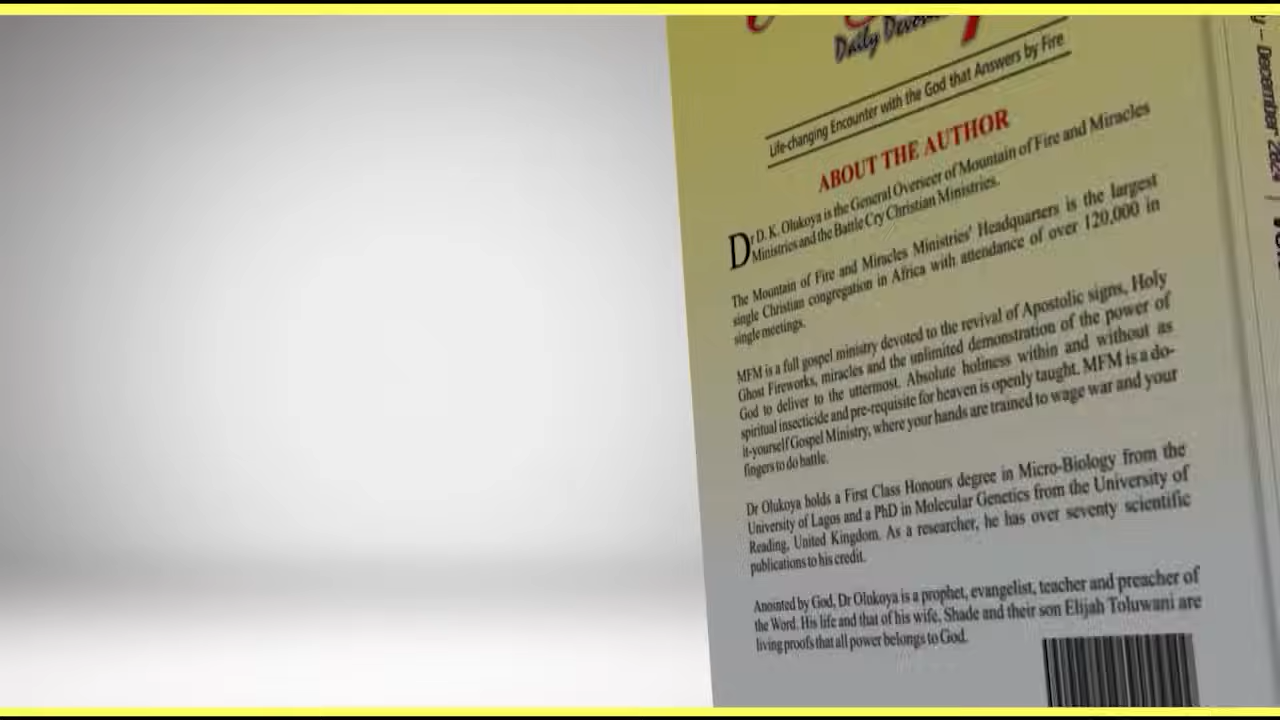 Daily
Life-changing Encounter with the God that Answers by Fire
ABOUT THE AUTHOR
Dr D. K. Olukoya is the General Overseer of Mountain of Fire and Miracles
Ministries and the Battle Cry Christian Ministries.
The Mountain of Fire and Miracles Ministries' Headquarters is the largest
single Christian congregation in Africa with attendance of over 120,000 in
single meetings.
MFM is a full gospel ministry devoted to the revival of Apostolic signs, Holy
Ghost Fireworks, miracles and the unlimited demonstration of the power of
God to deliver to the uttermost. Absolute holiness within and without as
spiritual insecticide and pre-requisite for heaven is openly taught. MFM is a do-
it-yourself Gospel Ministry, where your hands are trained to wage war and your
fingers to do battle.
Dr Olukoya holds a First Class Honours degree in Micro-Biology from the
University of Lagos and a PhD in Molecular Genetics from the University of
Reading, United Kingdom. As a researcher, he has over seventy scientific
publications to his credit.
Anointed by God, Dr Olukoya is a prophet, evangelist, teacher and preacher of
the Word. His life and that of his wife, Shade and their son Elijah Toluwani are
living proofs that all power belongs to God.
– December 2024 |